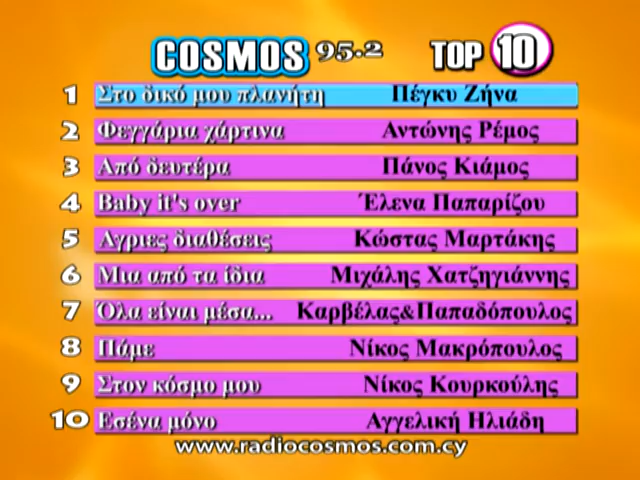 COSMOS 95.2 TOP 10
1 Στο δικό μου πλανήτη Πέγκυ Ζήνα
2 Φεγγάρια χάρτινα Αντώνης Ρέμος
3 Από δευτέρα Πάνος Κιάμος
4 Baby it's over Έλενα Παπαρίζου
5 Αγριες διαθέσεις Κώστας Μαρτάκης
6 Μια από τα ίδια Μιχάλης Χατζηγιάννης
7 Όλα είναι μέσα... Καρβέλας&Παπαδόπουλος
8 Πάμε Νίκος Μακρόπουλος
9 Στον κόσμο μου Νίκος Κουρκούλης
10 Εσένα μόνο Αγγελική Ηλιάδη
www.radiocosmos.com.cy